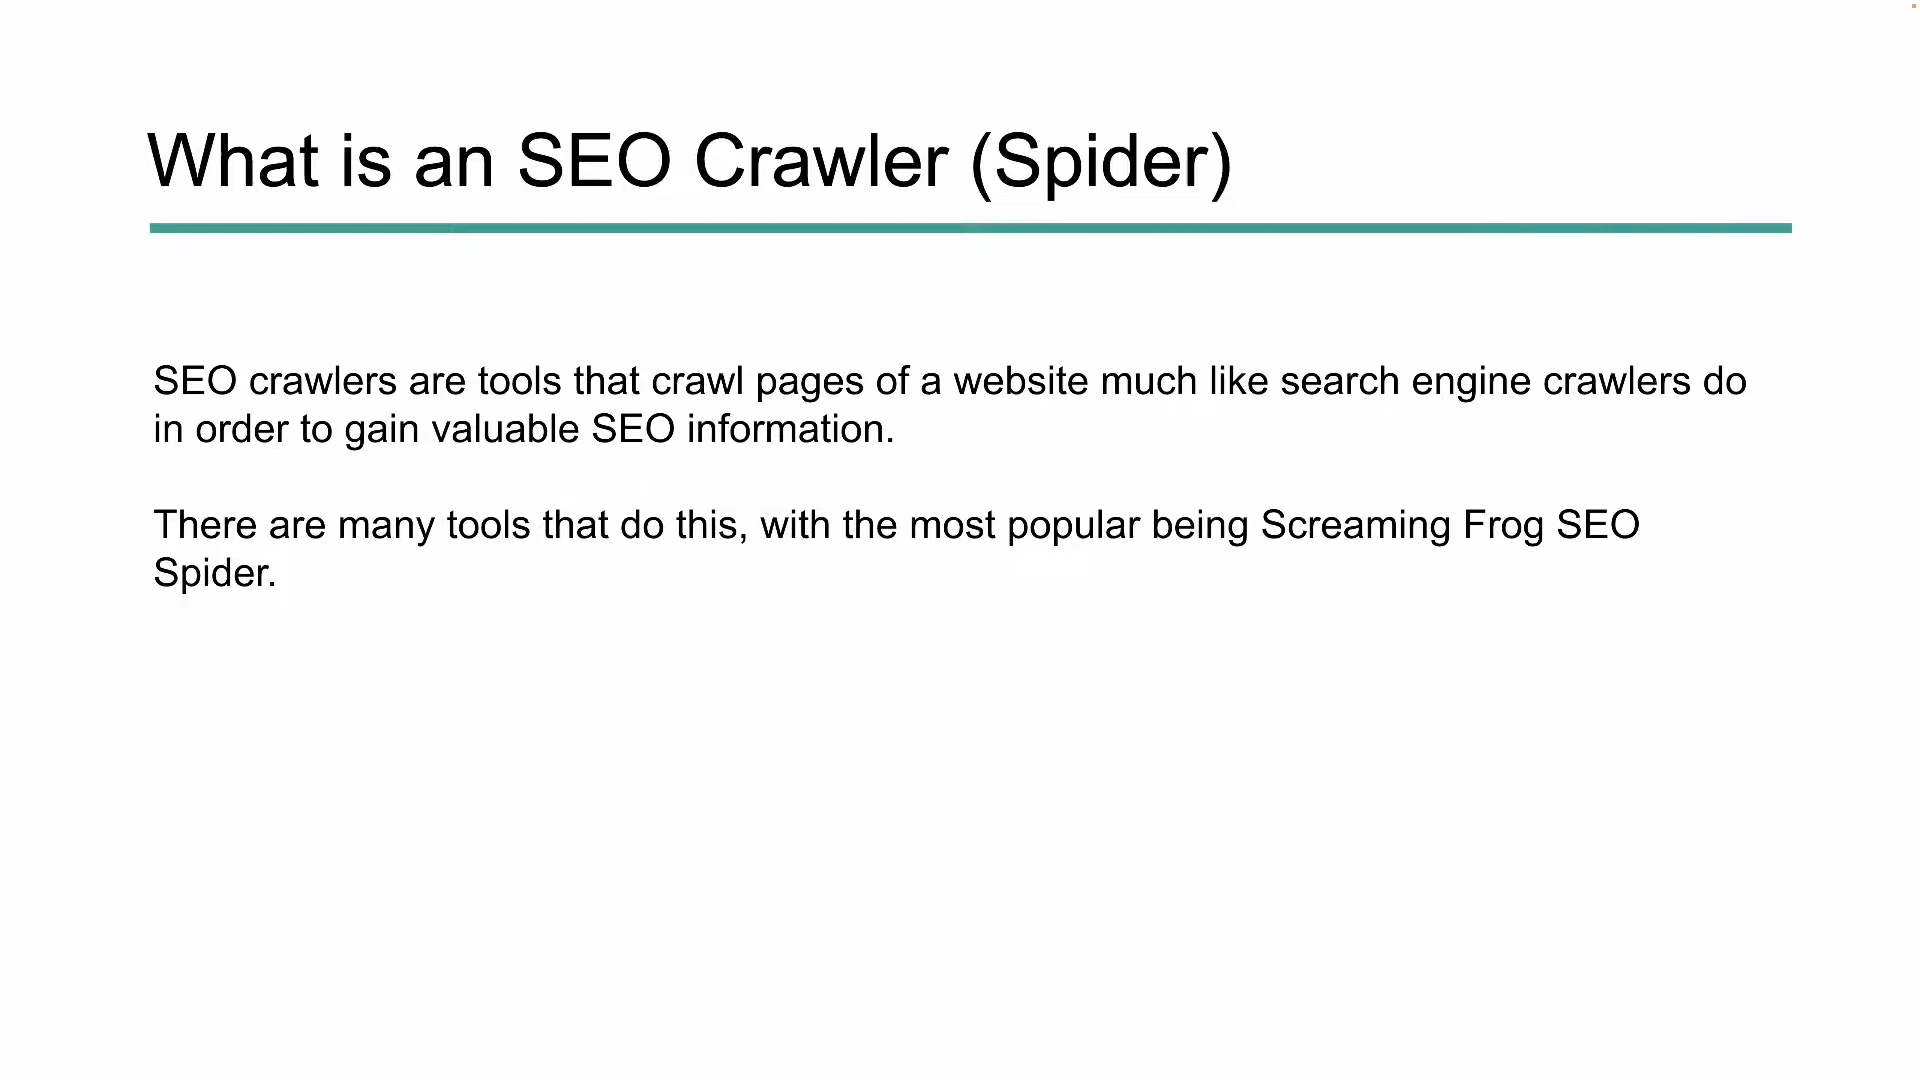 What is an SEO Crawler (Spider)
SEO crawlers are tools that crawl pages of a website much like search engine crawlers do
in order to gain valuable SEO information.
There are many tools that do this, with the most popular being Screaming Frog SEO
Spider.